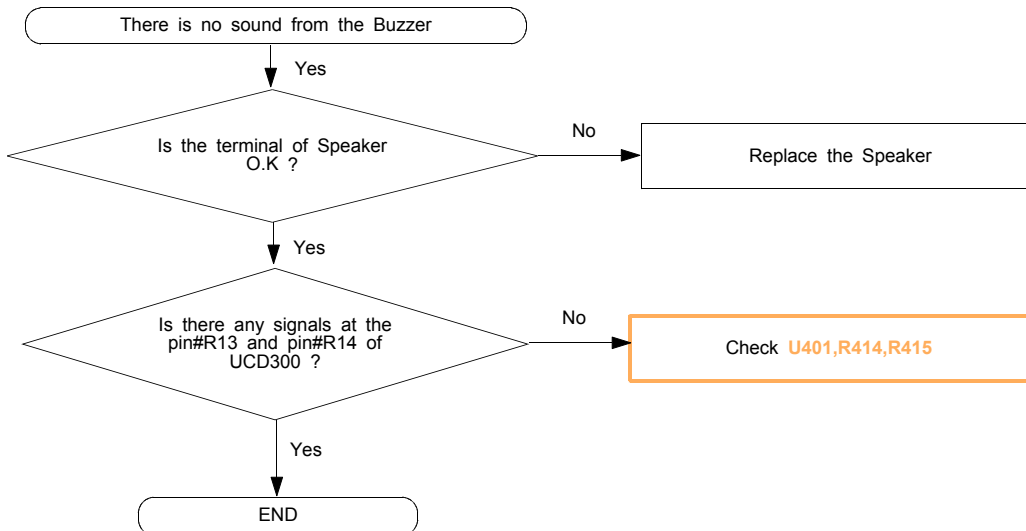 There is no sound from the Buzzer
Yes
Is the terminal of Speaker
O.K ?
No
Replace the Speaker
Yes
Is there any signals at the
pin#R13 and pin#R14 of
UCD300 ?
No
Check U401,R414,R415
Yes
END